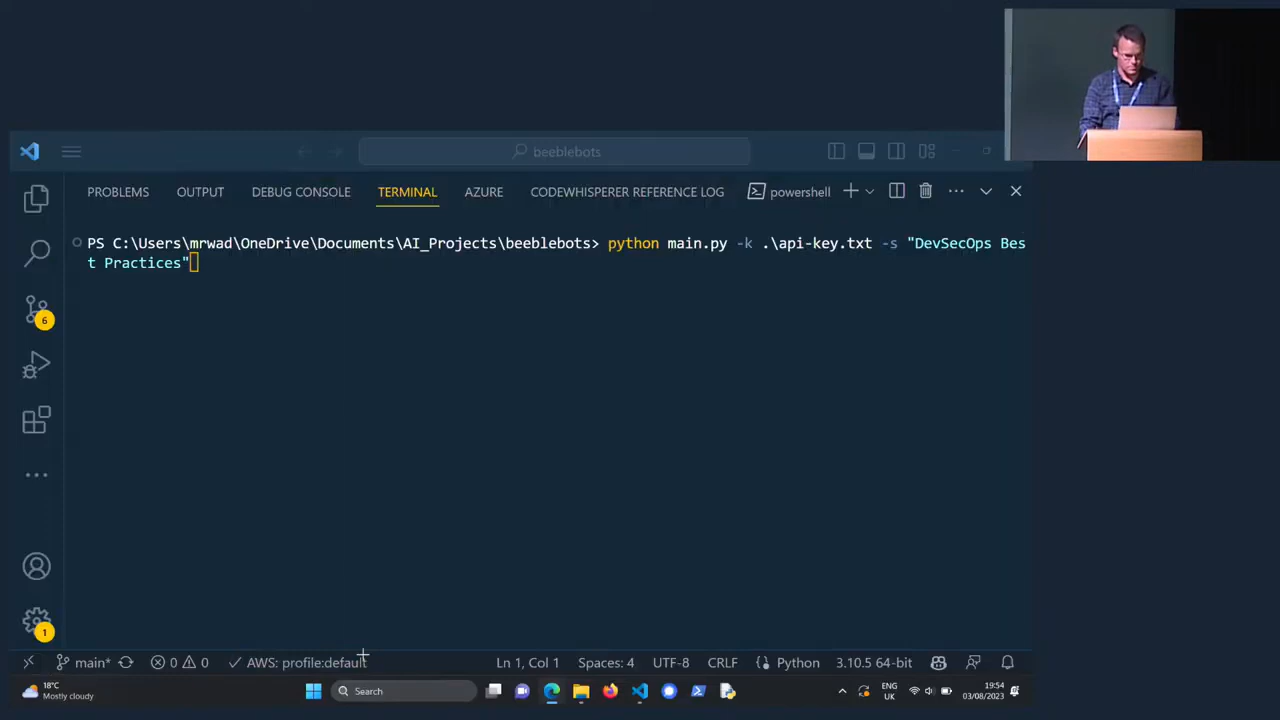 beeblebots
PROBLEMS OUTPUT DEBUG CONSOLE TERMINAL AZURE CODEWHISPERER REFERENCE LOG powershell
PS C:\Users\mrwad\OneDrive\Documents\AI_Projects\beeblebots> python main.py -k .\api-key.txt -s "DevSecOps Bes
t Practices"
6
1
main* 0 0 AWS: profile:default Ln 1, Col 1 Spaces: 4 UTF-8 CRLF Python 3.10.5 64-bit
18°C
Mostly cloudy
Search
ENG
UK
19:54
03/08/2023